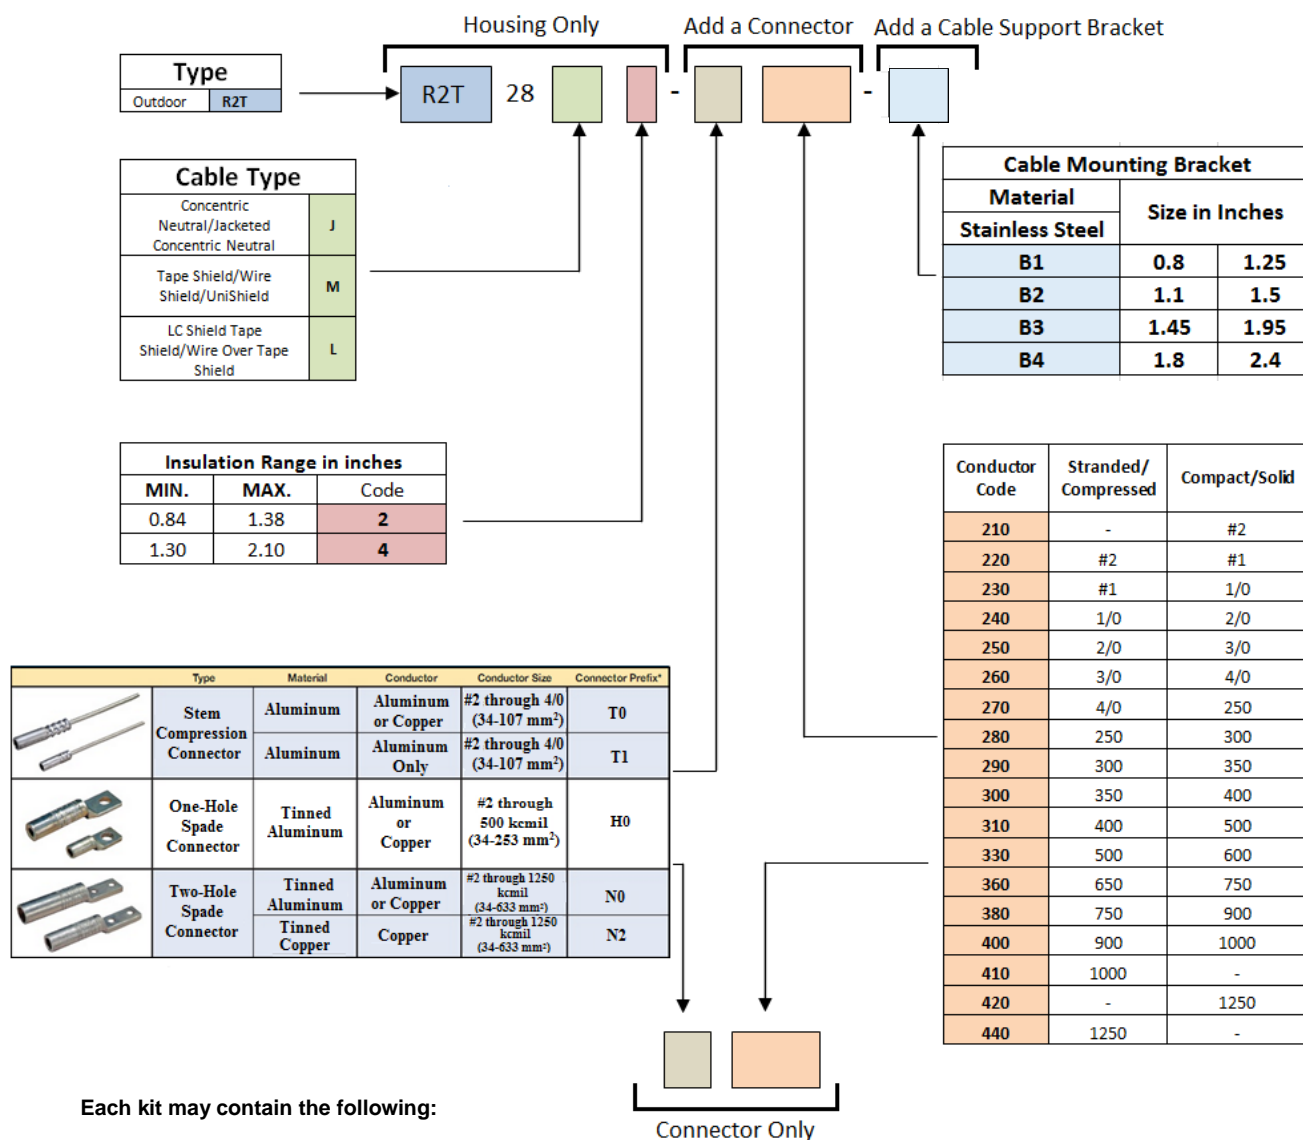 Housing Only
Add a Connector
Add a Cable Support Bracket
Type
Outdoor R2T
R2T 28 - -
Cable Type
Concentric
Neutral/Jacketed
Concentric Neutral
J
Tape Shield/Wire
Shield/UniShield
M
LC Shield Tape
Shield/Wire Over Tape
Shield
L
Cable Mounting Bracket
Material
Stainless Steel
Size in Inches
B1 0.8 1.25
B2 1.1 1.5
B3 1.45 1.95
B4 1.8 2.4
Insulation Range in inches
MIN. MAX. Code
0.84 1.38 2
1.30 2.10 4
Conductor
Code
Stranded/
Compressed
Compact/Solid
210 - #2
220 #2 #1
230 #1 1/0
240 1/0 2/0
250 2/0 3/0
260 3/0 4/0
270 4/0 250
280 250 300
290 300 350
300 350 400
310 400 500
330 500 600
360 650 750
380 750 900
400 900 1000
410 1000 -
420 - 1250
440 1250 -
Type Material Conductor Conductor Size Connector Prefix*
Stem
Compression
Connector
Aluminum
Aluminum
or Copper
#2 through 4/0
(34-107 mm²)
T0
Aluminum
Aluminum
Only
#2 through 4/0
(34-107 mm²)
T1
One-Hole
Spade
Connector
Tinned
Aluminum
Aluminum
or
Copper
#2 through
500 kcmil
(34-253 mm²)
H0
Two-Hole
Spade
Connector
Tinned
Aluminum
Aluminum
or Copper
#2 through 1250
kcmil
(34-633 mm²)
N0
Tinned
Copper
Copper
#2 through 1250
kcmil
(34-633 mm²)
N2
Each kit may contain the following:
Connector Only